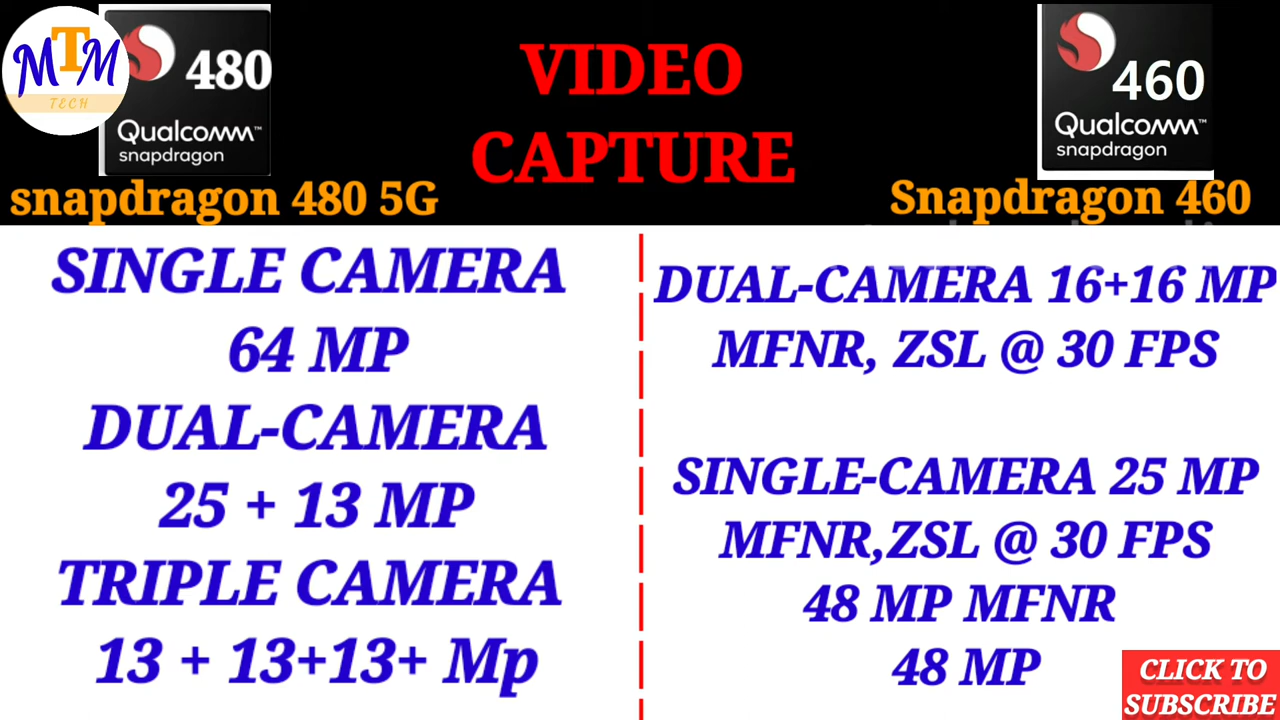 MTM
TECH
480
Qualcomm™
snapdragon
snapdragon 480 5G
VIDEO
CAPTURE
460
Qualcomm™
snapdragon
Snapdragon 460
SINGLE CAMERA
64 MP
DUAL-CAMERA
25 + 13 MP
TRIPLE CAMERA
13 + 13+13+ Mp
DUAL-CAMERA 16+16 MP
MFNR, ZSL @ 30 FPS
SINGLE-CAMERA 25 MP
MFNR,ZSL @ 30 FPS
48 MP MFNR
48 MP
CLICK TO
SUBSCRIBE